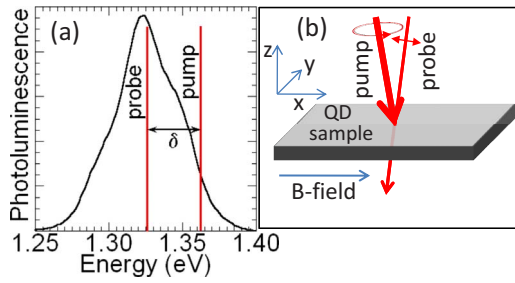 (a)
Photoluminescence
probe
pump
δ
1.25 1.30 1.35 1.40
Energy (eV)
(b)
z
y
x
pump
probe
QD
sample
B-field